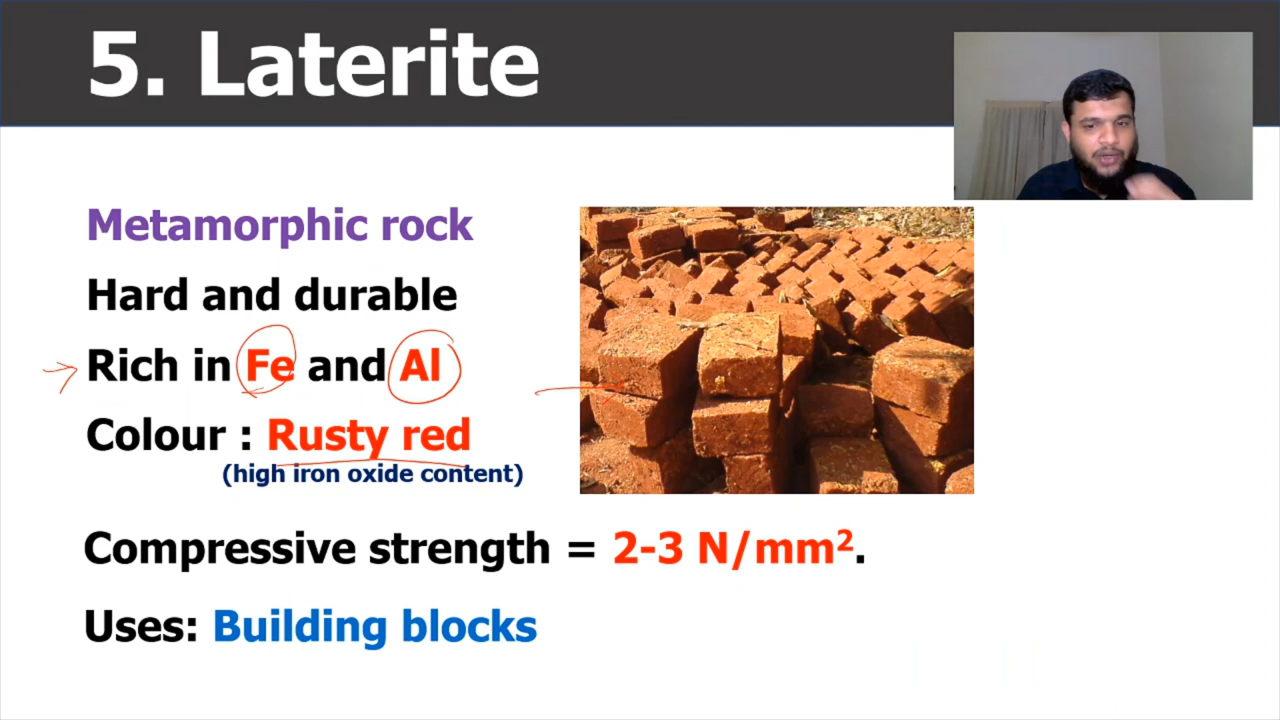 5. Laterite
Metamorphic rock
Hard and durable
Rich in Fe and Al
Colour : Rusty red
(high iron oxide content)
Compressive strength = 2-3 N/mm².
Uses: Building blocks